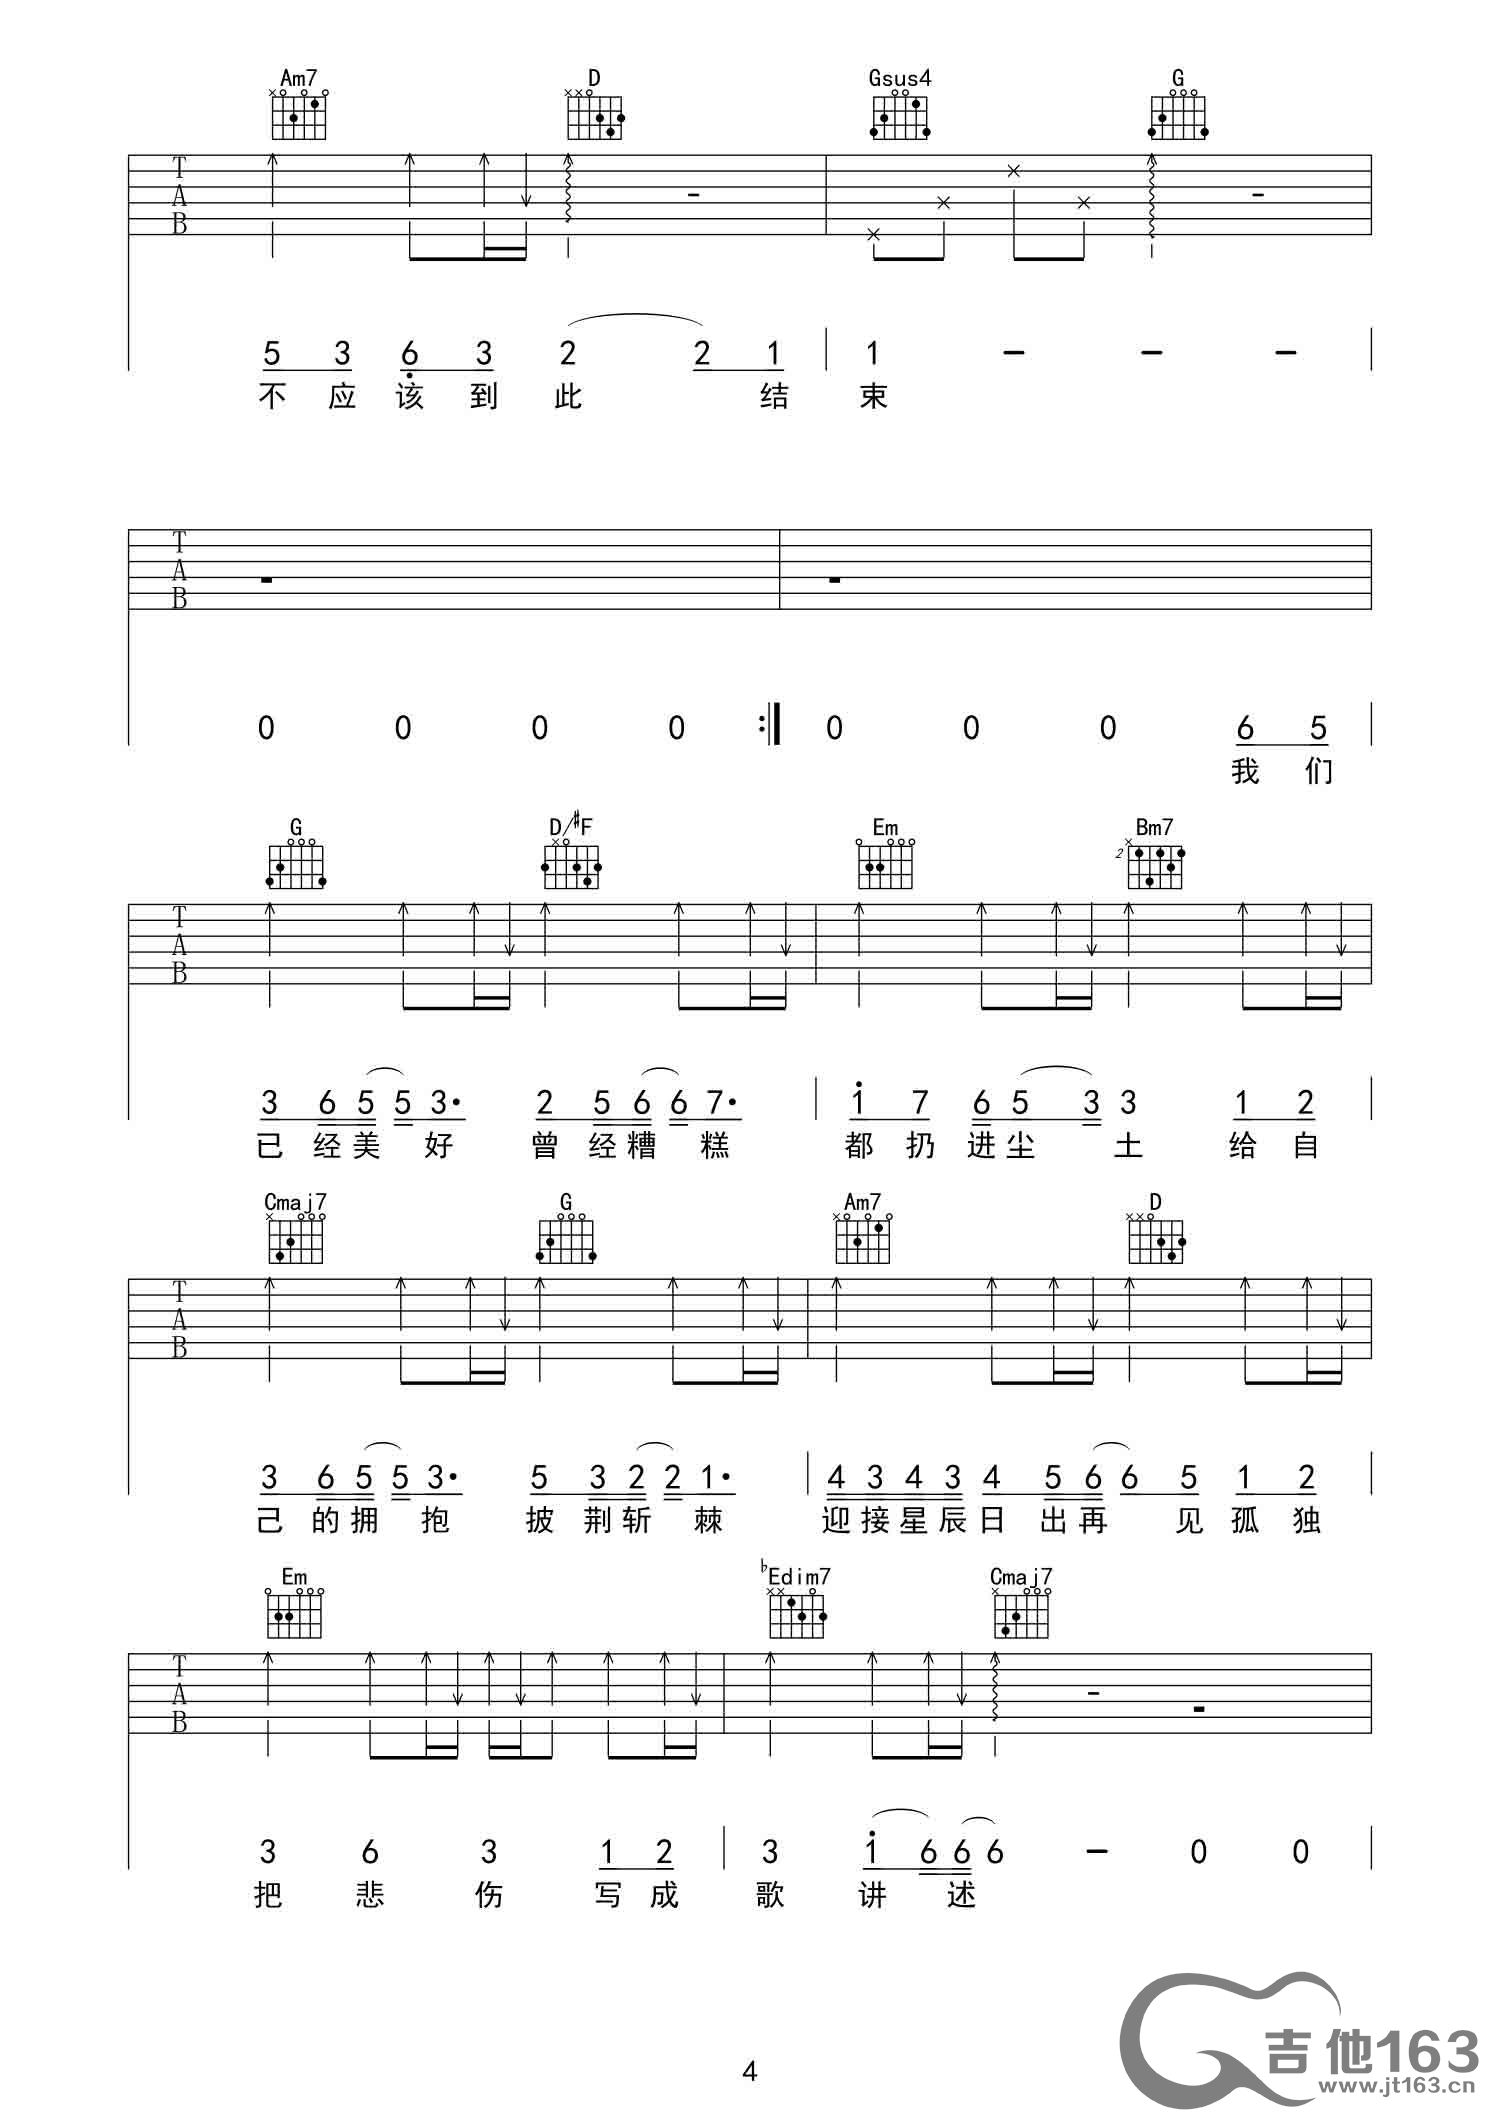 Am7 D Gsus4 G
T
A
B
5 3 6 3 2 2 1 1 - - -
不 应 该 到 此 结 束
T
A
B
0 0 0 0 0 0 0 6 5
我 们
G D/#F Em Bm7
2
T
A
B
3 6 5 5 3· 2 5 6 6 7· 1 7 6 5 3 3 1 2
已 经 美 好 曾 经 糟 糕 都 扔 进 尘 土 给 自
Cmaj7 G Am7 D
T
A
B
3 6 5 5 3· 5 3 2 2 1· 4 3 4 3 4 5 6 6 5 1 2
己 的 拥 抱 披 荆 斩 棘 迎 接 星 辰 日 出 再 见 孤 独
Em ♭Edim7 Cmaj7
T
A
B
3 6 3 1 2 3 1 6 6 6 - 0 0
把 悲 伤 写 成 歌 讲 述
4
吉他163
www.jt163.cn